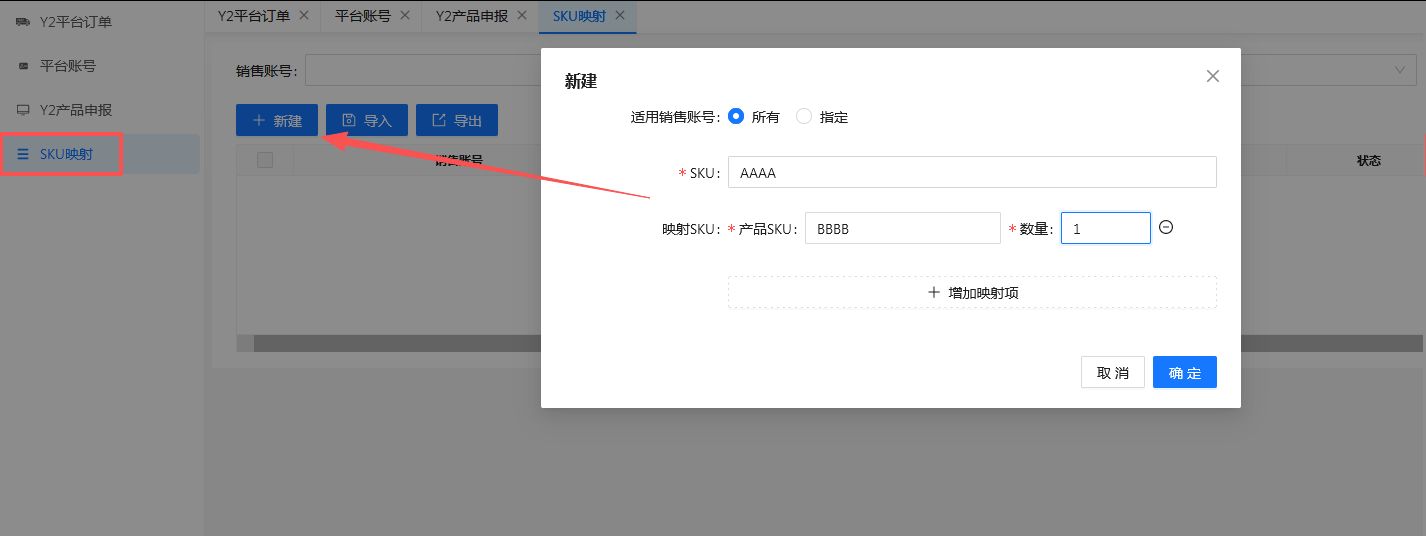 Y2平台订单
平台账号
Y2产品申报
SKU映射
Y2平台订单 平台账号 Y2产品申报 SKU映射
销售账号:
新建 导入 导出
销售账号 状态
新建
适用销售账号: 所有 指定
* SKU: AAAA
映射SKU: * 产品SKU: BBBB * 数量: 1
增加映射项
取消 确定